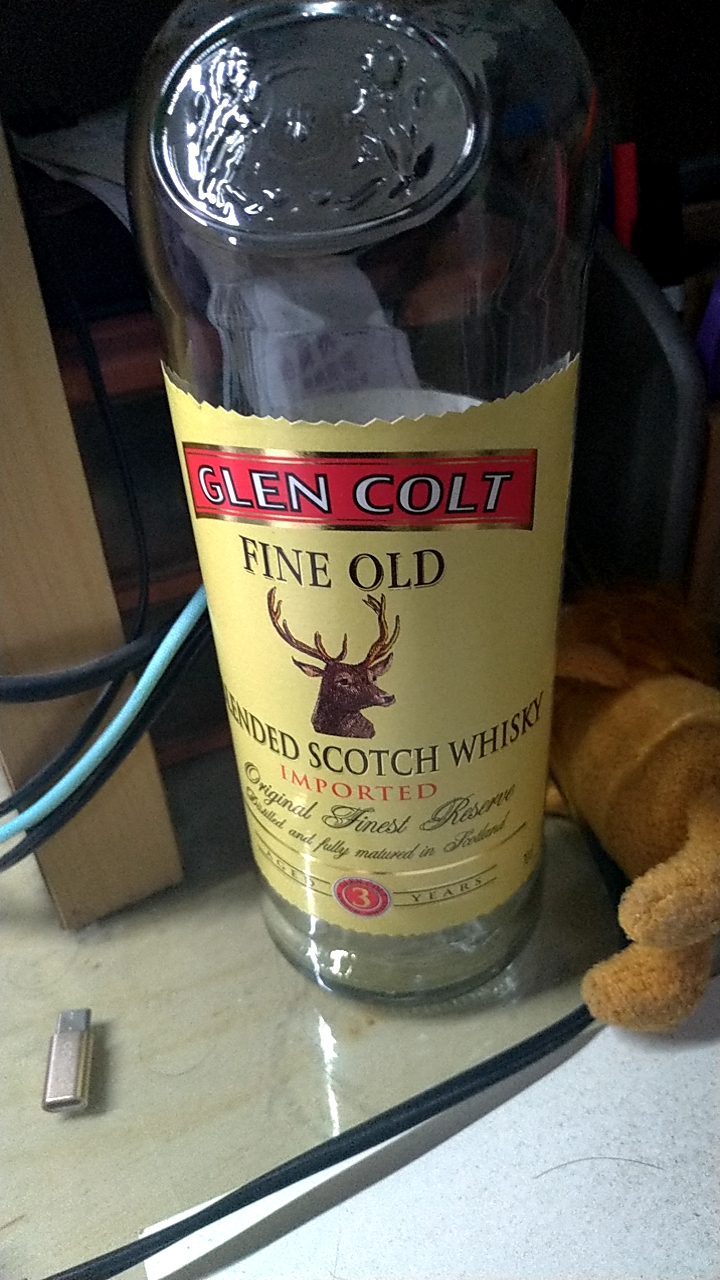 GLEN COLT
FINE OLD
LENDED SCOTCH WHISKY
IMPORTED
Original Finest Reserve
Distilled and fully matured in Scotland
AGED 3 YEARS